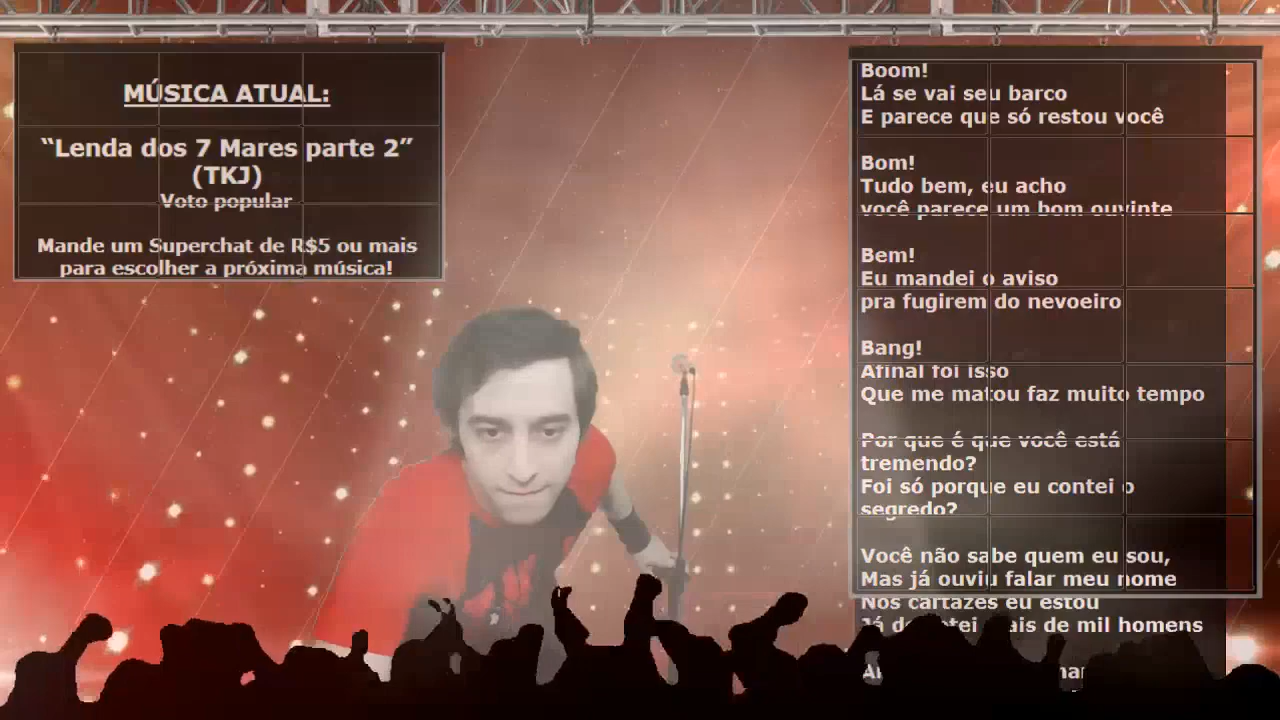 MÚSICA ATUAL:
“Lenda dos 7 Mares parte 2”
(TKJ)
Voto popular
Mande um Superchat de R$5 ou mais
para escolher a próxima música!
Boom!
Lá se vai seu barco
E parece que só restou você
Bom!
Tudo bem, eu acho
você parece um bom ouvinte
Bem!
Eu mandei o aviso
pra fugirem do nevoeiro
Bang!
Afinal foi isso
Que me matou faz muito tempo
Por que é que você está
tremendo?
Foi só porque eu contei o
segredo?
Você não sabe quem eu sou,
Mas já ouviu falar meu nome
Nos cartazes eu estou
Já de mil homens